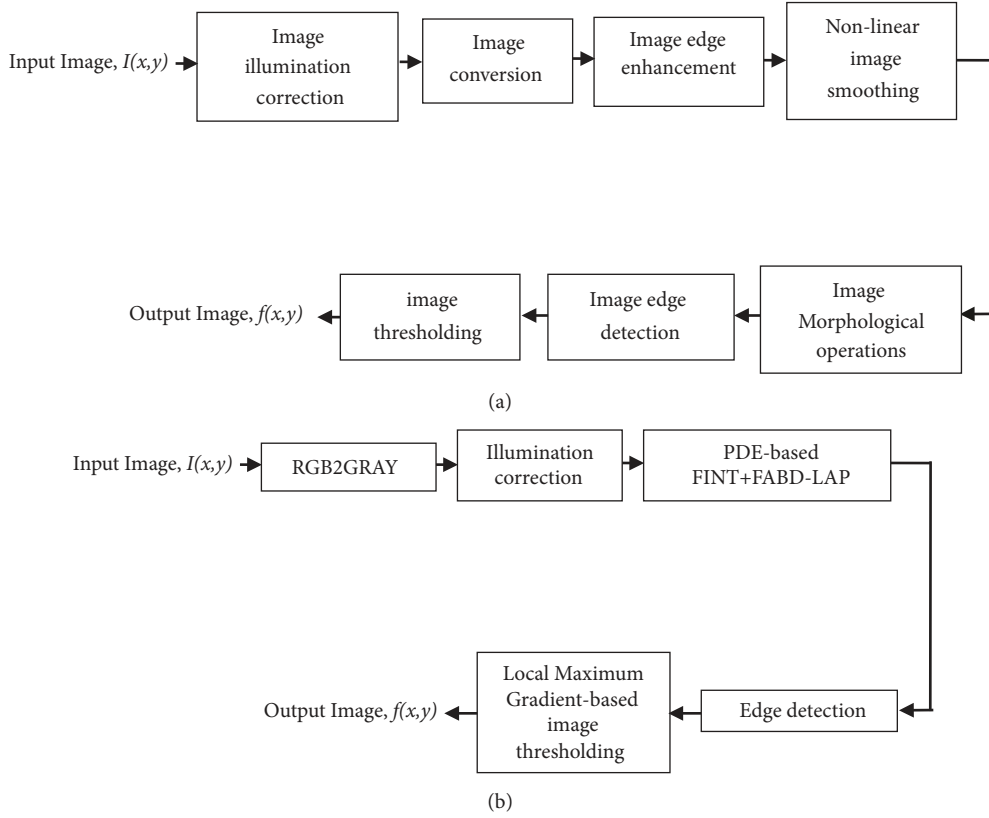 Input Image, I(x,y)
Image
illumination
correction
Image
conversion
Image edge
enhancement
Non-linear
image
smoothing
Output Image, f(x,y)
image
thresholding
Image edge
detection
Image
Morphological
operations
(a)
Input Image, I(x,y)
RGB2GRAY
Illumination
correction
PDE-based
FINT+FABD-LAP
Output Image, f(x,y)
Local Maximum
Gradient-based
image
thresholding
Edge detection
(b)